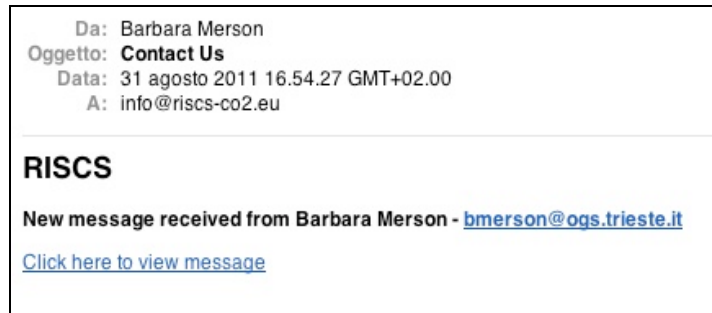 Da: Barbara Merson
Oggetto: Contact Us
Data: 31 agosto 2011 16.54.27 GMT+02.00
A: info@riscs-co2.eu
RISCS
New message received from Barbara Merson - bmerson@ogs.trieste.it
Click here to view message